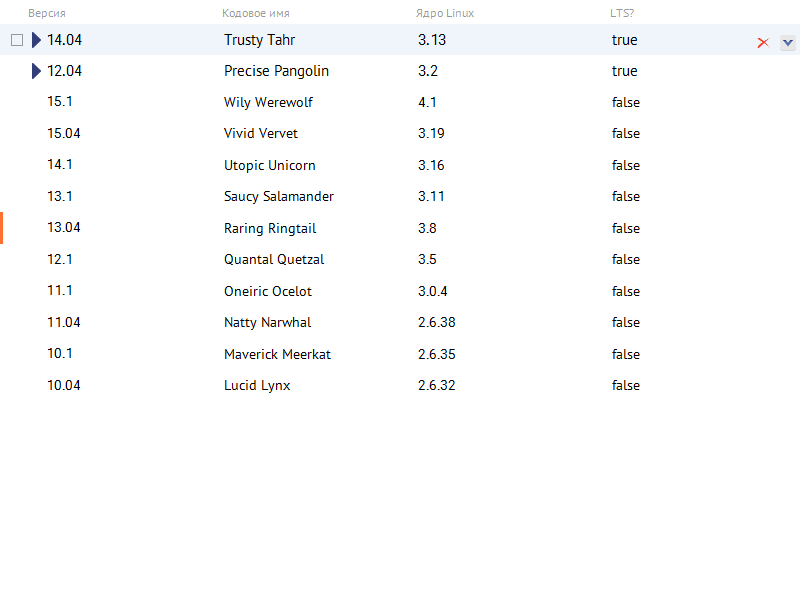 Версия Кодовое имя Ядро Linux LTS?
14.04 Trusty Tahr 3.13 true
12.04 Precise Pangolin 3.2 true
15.1 Wily Werewolf 4.1 false
15.04 Vivid Vervet 3.19 false
14.1 Utopic Unicorn 3.16 false
13.1 Saucy Salamander 3.11 false
13.04 Raring Ringtail 3.8 false
12.1 Quantal Quetzal 3.5 false
11.1 Oneiric Ocelot 3.0.4 false
11.04 Natty Narwhal 2.6.38 false
10.1 Maverick Meerkat 2.6.35 false
10.04 Lucid Lynx 2.6.32 false